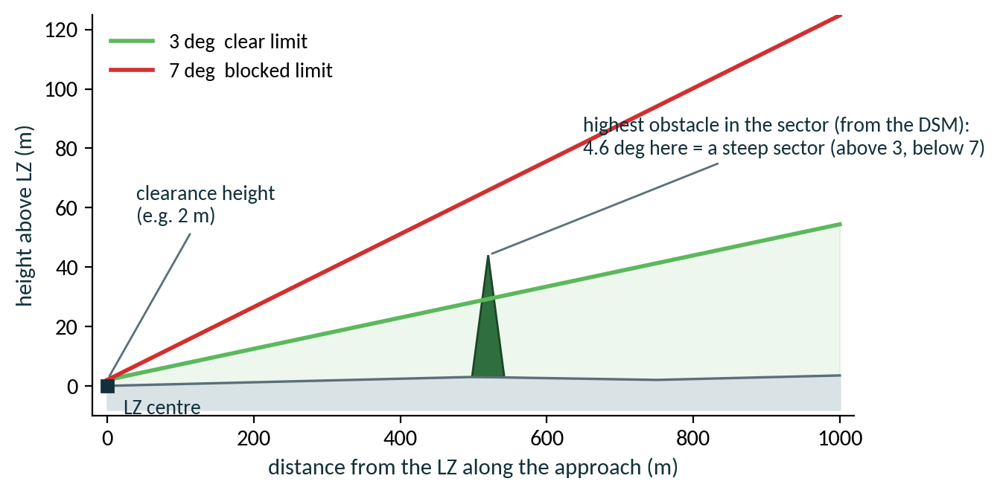 3 deg  clear limit
7 deg  blocked limit
highest obstacle in the sector (from the DSM):
4.6 deg here = a steep sector (above 3, below 7)
clearance height
(e.g. 2 m)
LZ centre
height above LZ (m)
120
100
80
60
40
20
0
0
200
400
600
800
1000
distance from the LZ along the approach (m)